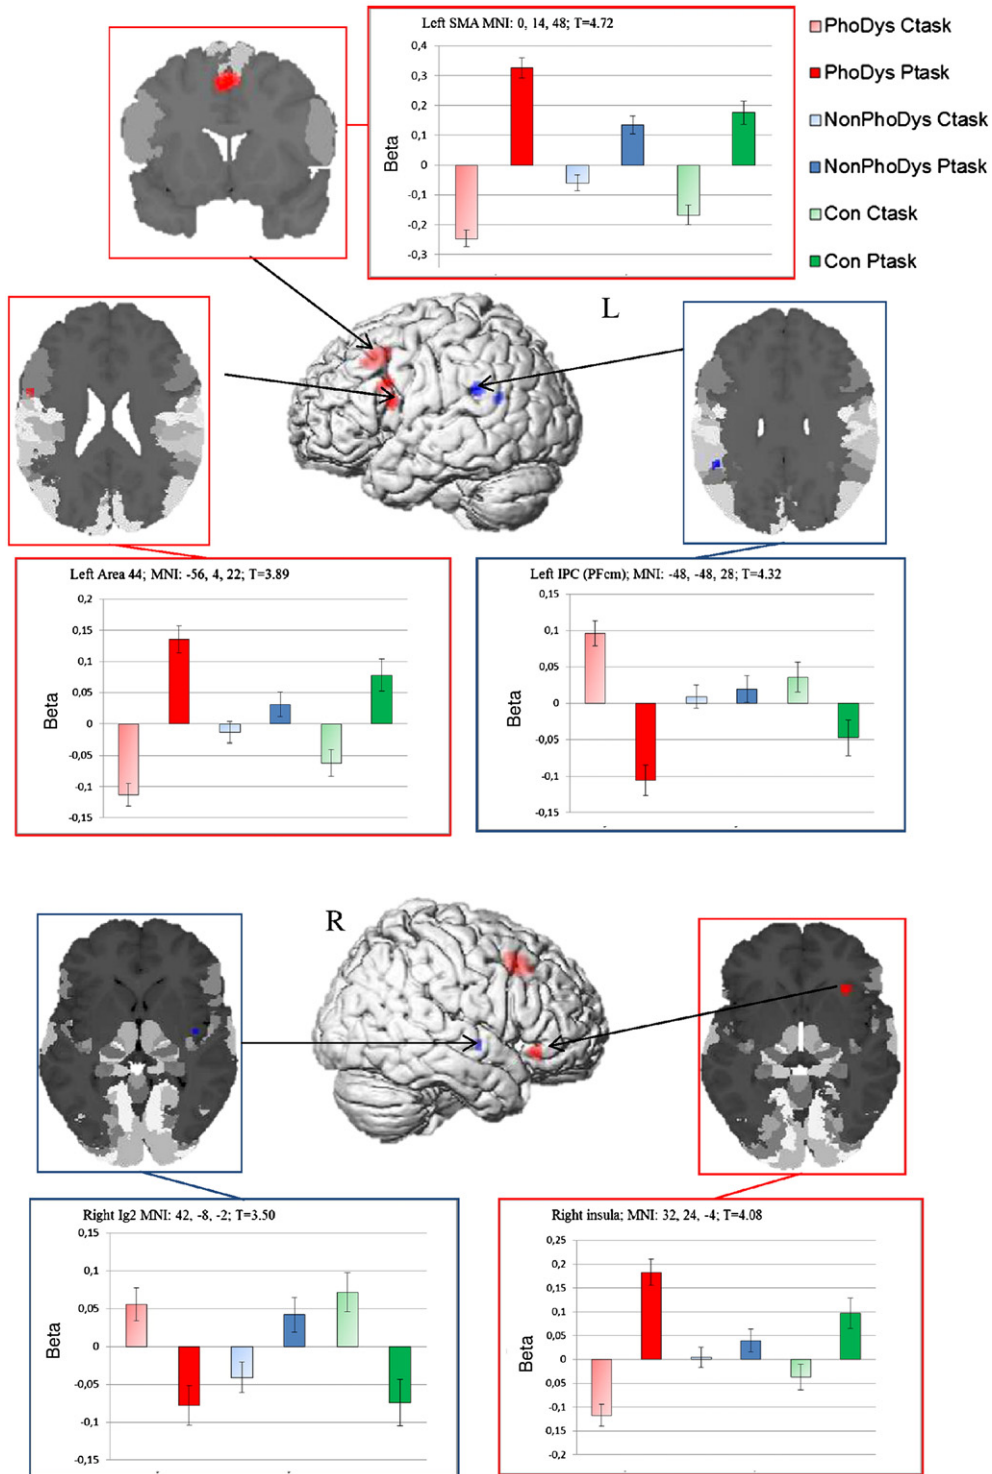 Left SMA MNI: 0, 14, 48; T=4.72
0,4
0,3
0,2
0,1
0
-0,1
-0,2
-0,3
Beta
PhoDys Ctask
PhoDys Ptask
NonPhoDys Ctask
NonPhoDys Ptask
Con Ctask
Con Ptask
L
Left Area 44; MNI: -56, 4, 22; T=3.89
0,2
0,15
0,1
0,05
0
-0,05
-0,1
-0,15
Beta
Left IPC (PFcm); MNI: -48, -48, 28; T=4.32
0,15
0,1
0,05
0
-0,05
-0,1
-0,15
Beta
R
Right Ig2 MNI: 42, -8, -2; T=3.50
0,15
0,1
0,05
0
-0,05
-0,1
-0,15
Beta
Right insula; MNI: 32, 24, -4; T=4.08
0,25
0,2
0,15
0,1
0,05
0
-0,05
-0,1
-0,15
-0,2
Beta